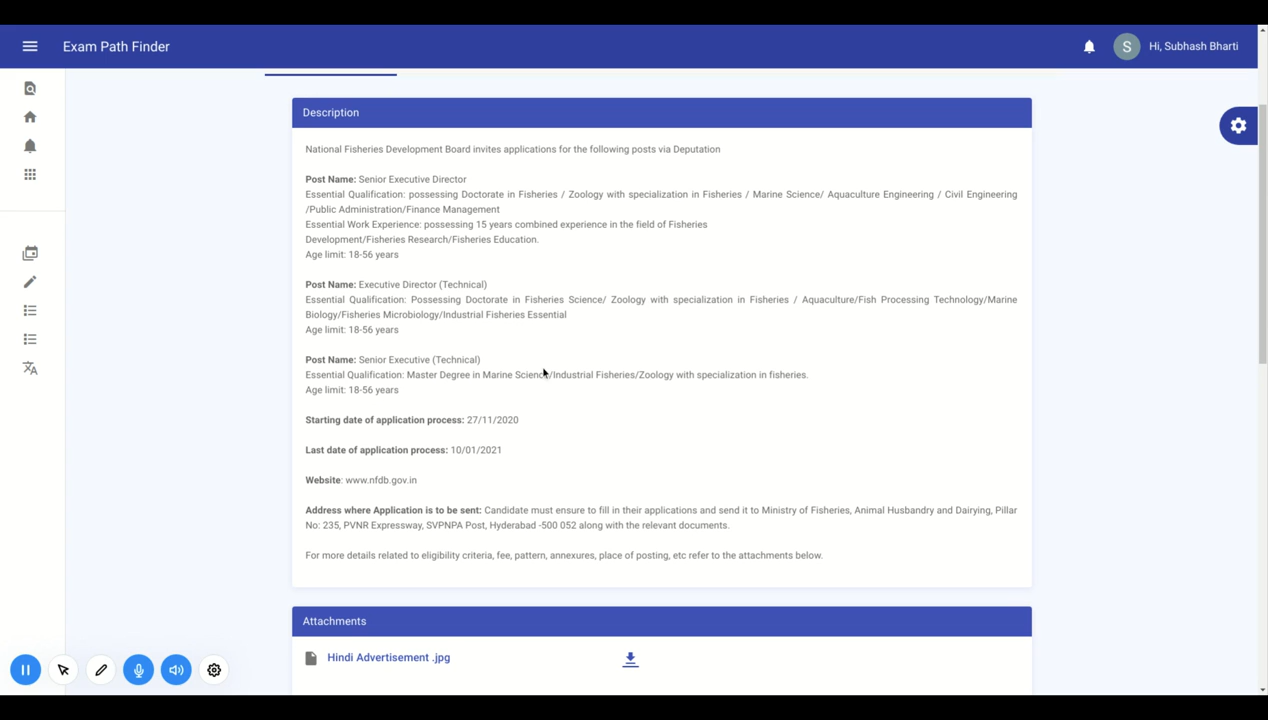 Exam Path Finder
S
Hi, Subhash Bharti
Description
National Fisheries Development Board invites applications for the following posts via Deputation
Post Name: Senior Executive Director
Essential Qualification: possessing Doctorate in Fisheries / Zoology with specialization in Fisheries / Marine Science/ Aquaculture Engineering / Civil Engineering
/Public Administration/Finance Management
Essential Work Experience: possessing 15 years combined experience in the field of Fisheries
Development/Fisheries Research/Fisheries Education.
Age limit: 18-56 years
Post Name: Executive Director (Technical)
Essential Qualification: Possessing Doctorate in Fisheries Science/ Zoology with specialization in Fisheries / Aquaculture/Fish Processing Technology/Marine
Biology/Fisheries Microbiology/Industrial Fisheries Essential
Age limit: 18-56 years
Post Name: Senior Executive (Technical)
Essential Qualification: Master Degree in Marine Science/Industrial Fisheries/Zoology with specialization in fisheries.
Age limit: 18-56 years
Starting date of application process: 27/11/2020
Last date of application process: 10/01/2021
Website: www.nfdb.gov.in
Address where Application is to be sent: Candidate must ensure to fill in their applications and send it to Ministry of Fisheries, Animal Husbandry and Dairying, Pillar
No: 235, PVNR Expressway, SVPNPA Post, Hyderabad -500 052 along with the relevant documents.
For more details related to eligibility criteria, fee, pattern, annexures, place of posting, etc refer to the attachments below.
Attachments
Hindi Advertisement .jpg